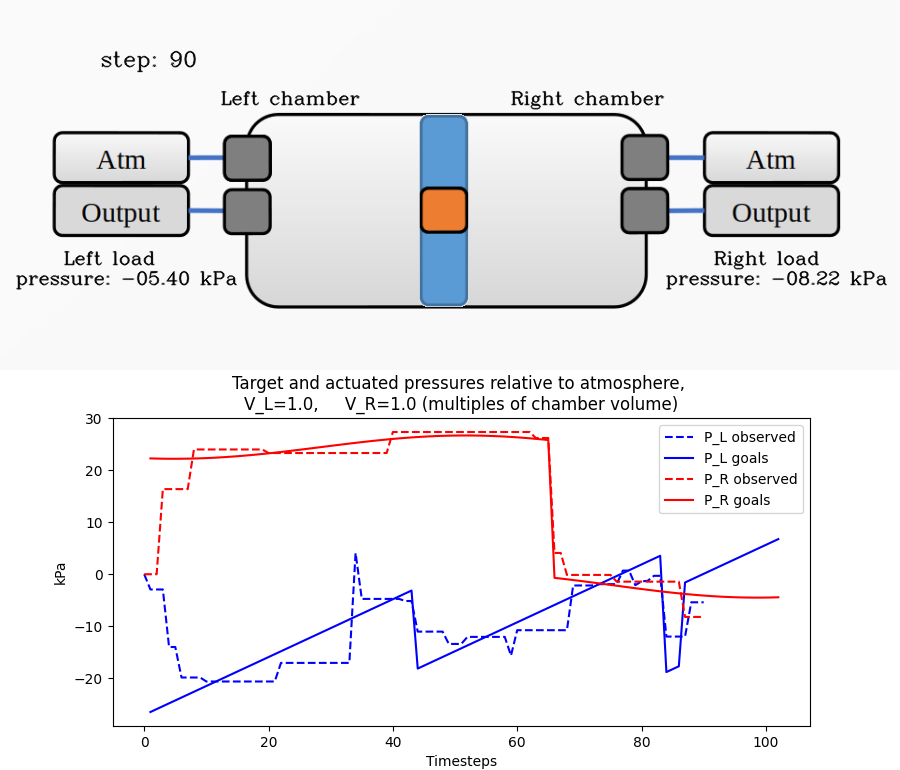 step: 90
Left chamber
Right chamber
Atm
Atm
Output
Output
Left load
pressure: -05.40 kPa
Right load
pressure: -08.22 kPa
Target and actuated pressures relative to atmosphere,
V_L=1.0,     V_R=1.0 (multiples of chamber volume)
P_L observed
P_L goals
P_R observed
P_R goals
kPa
30
20
10
0
−10
−20
0
20
40
60
80
100
Timesteps